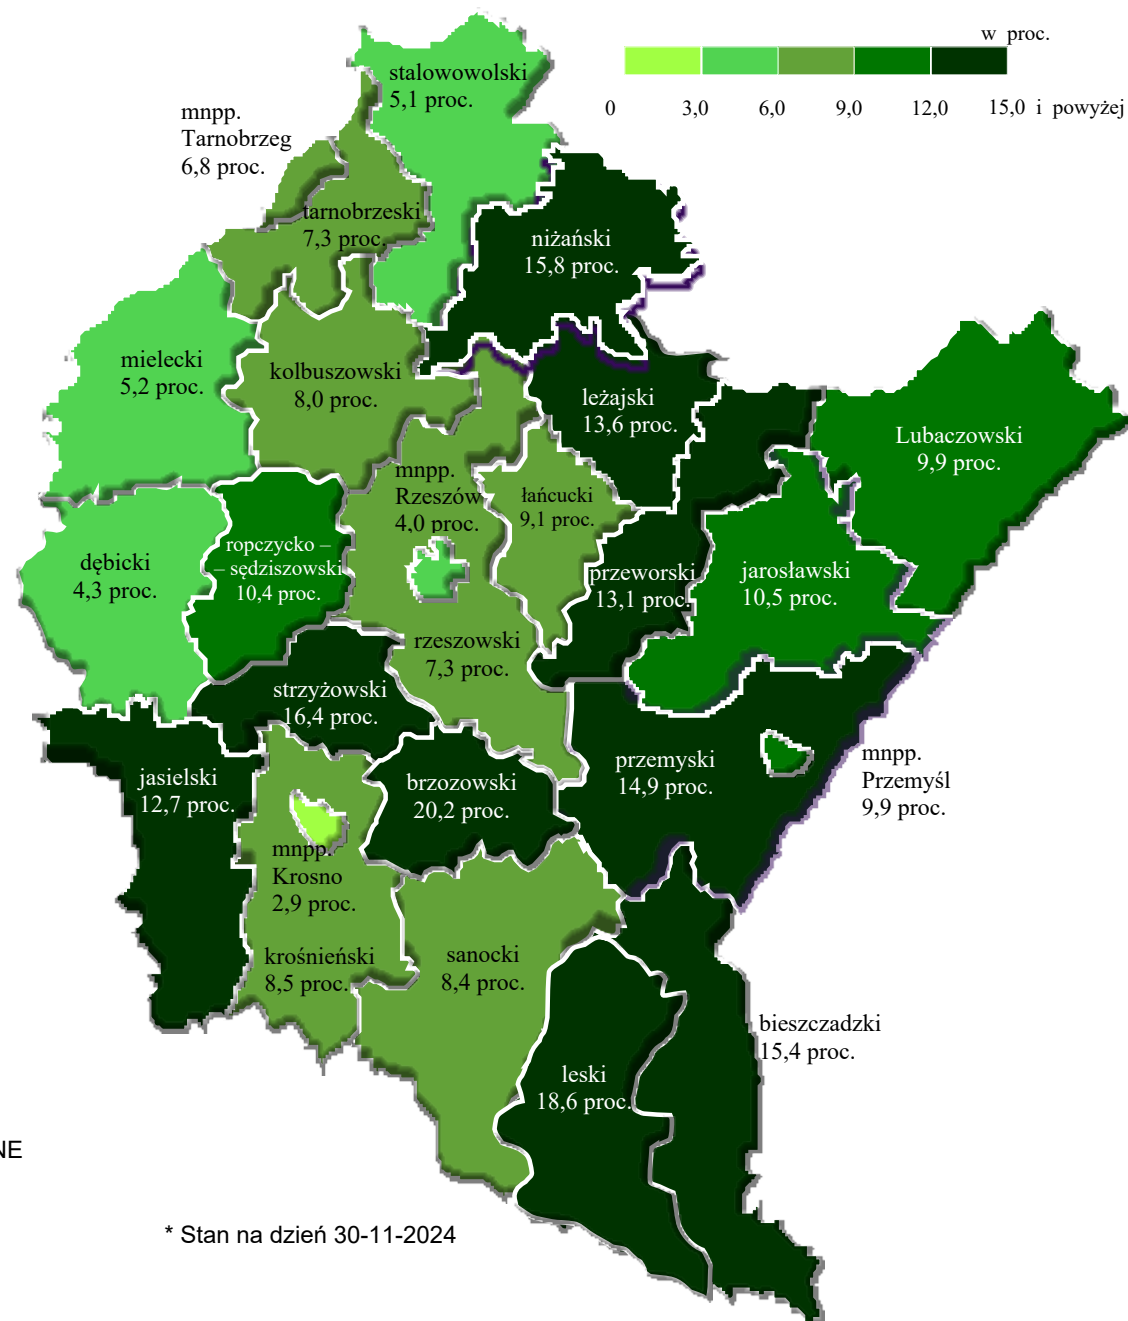 w proc.
0 3,0 6,0 9,0 12,0 15,0 i powyżej
stalowowolski
5,1 proc.
mnpp.
Tarnobrzeg
6,8 proc.
tarnobrzeski
7,3 proc.
niżański
15,8 proc.
mielecki
5,2 proc.
kolbuszowski
8,0 proc.
leżajski
13,6 proc.
Lubaczowski
9,9 proc.
mnpp.
Rzeszów
4,0 proc.
łańcucki
9,1 proc.
dębicki
4,3 proc.
ropczycko –
– sędziszowski
10,4 proc.
przeworski
13,1 proc.
jarosławski
10,5 proc.
rzeszowski
7,3 proc.
strzyżowski
16,4 proc.
jasielski
12,7 proc.
brzozowski
20,2 proc.
przemyski
14,9 proc.
mnpp.
Przemyśl
9,9 proc.
mnpp.
Krosno
2,9 proc.
krośnieński
8,5 proc.
sanocki
8,4 proc.
bieszczadzki
15,4 proc.
leski
18,6 proc.
NE
* Stan na dzień 30-11-2024